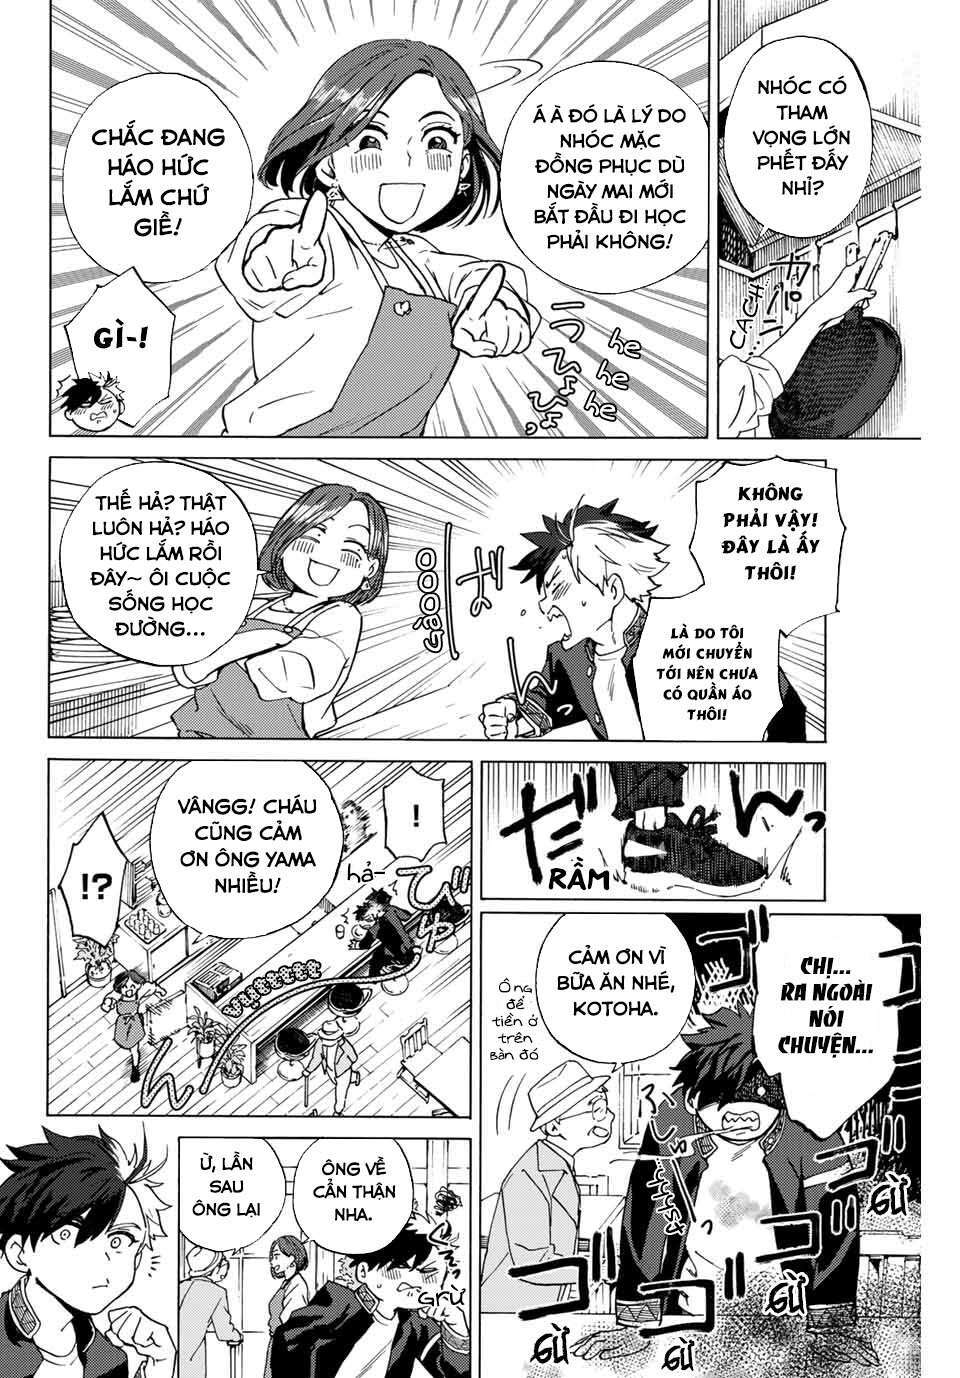 NHÓC CÓ
THAM
VỌNG LỚN
PHẾT ĐẤY
NHỈ?
Á À ĐÓ LÀ LÝ DO
NHÓC MẶC
ĐỒNG PHỤC DÙ
NGÀY MAI MỚI
BẮT ĐẦU ĐI HỌC
PHẢI KHÔNG!
CHẮC ĐANG
HÁO HỨC
LẮM CHỨ
GIỀ!
he
he
he
GÌ-!
KHÔNG
PHẢI VẬY!
ĐÂY LÀ ẤY
THÔI!
LÀ DO TÔI
MỚI CHUYỂN
TỚI NÊN CHƯA
CÓ QUẦN ÁO
THÔI!
THẾ HẢ? THẬT
LUÔN HẢ? HÁO
HỨC LẮM RỒI
ĐÂY~ ÔI CUỘC
SỐNG HỌC
ĐƯỜNG...
RẦM
!
hả-
VÂNGG! CHÁU
CŨNG CẢM
ƠN ÔNG YAMA
NHIỀU!
!?
CHỊ...
RA NGOÀI
NÓI
CHUYỆN...
CẢM ƠN VÌ
BỮA ĂN NHÉ,
KOTOHA.
Ông
để
tiền ở
trên
bàn đó
GỪ
GỪ
GỪ
GỪ
ÔNG VỀ
CẨN THẬN
NHA.
Ừ, LẦN
SAU
ÔNG LẠI
GRỪ